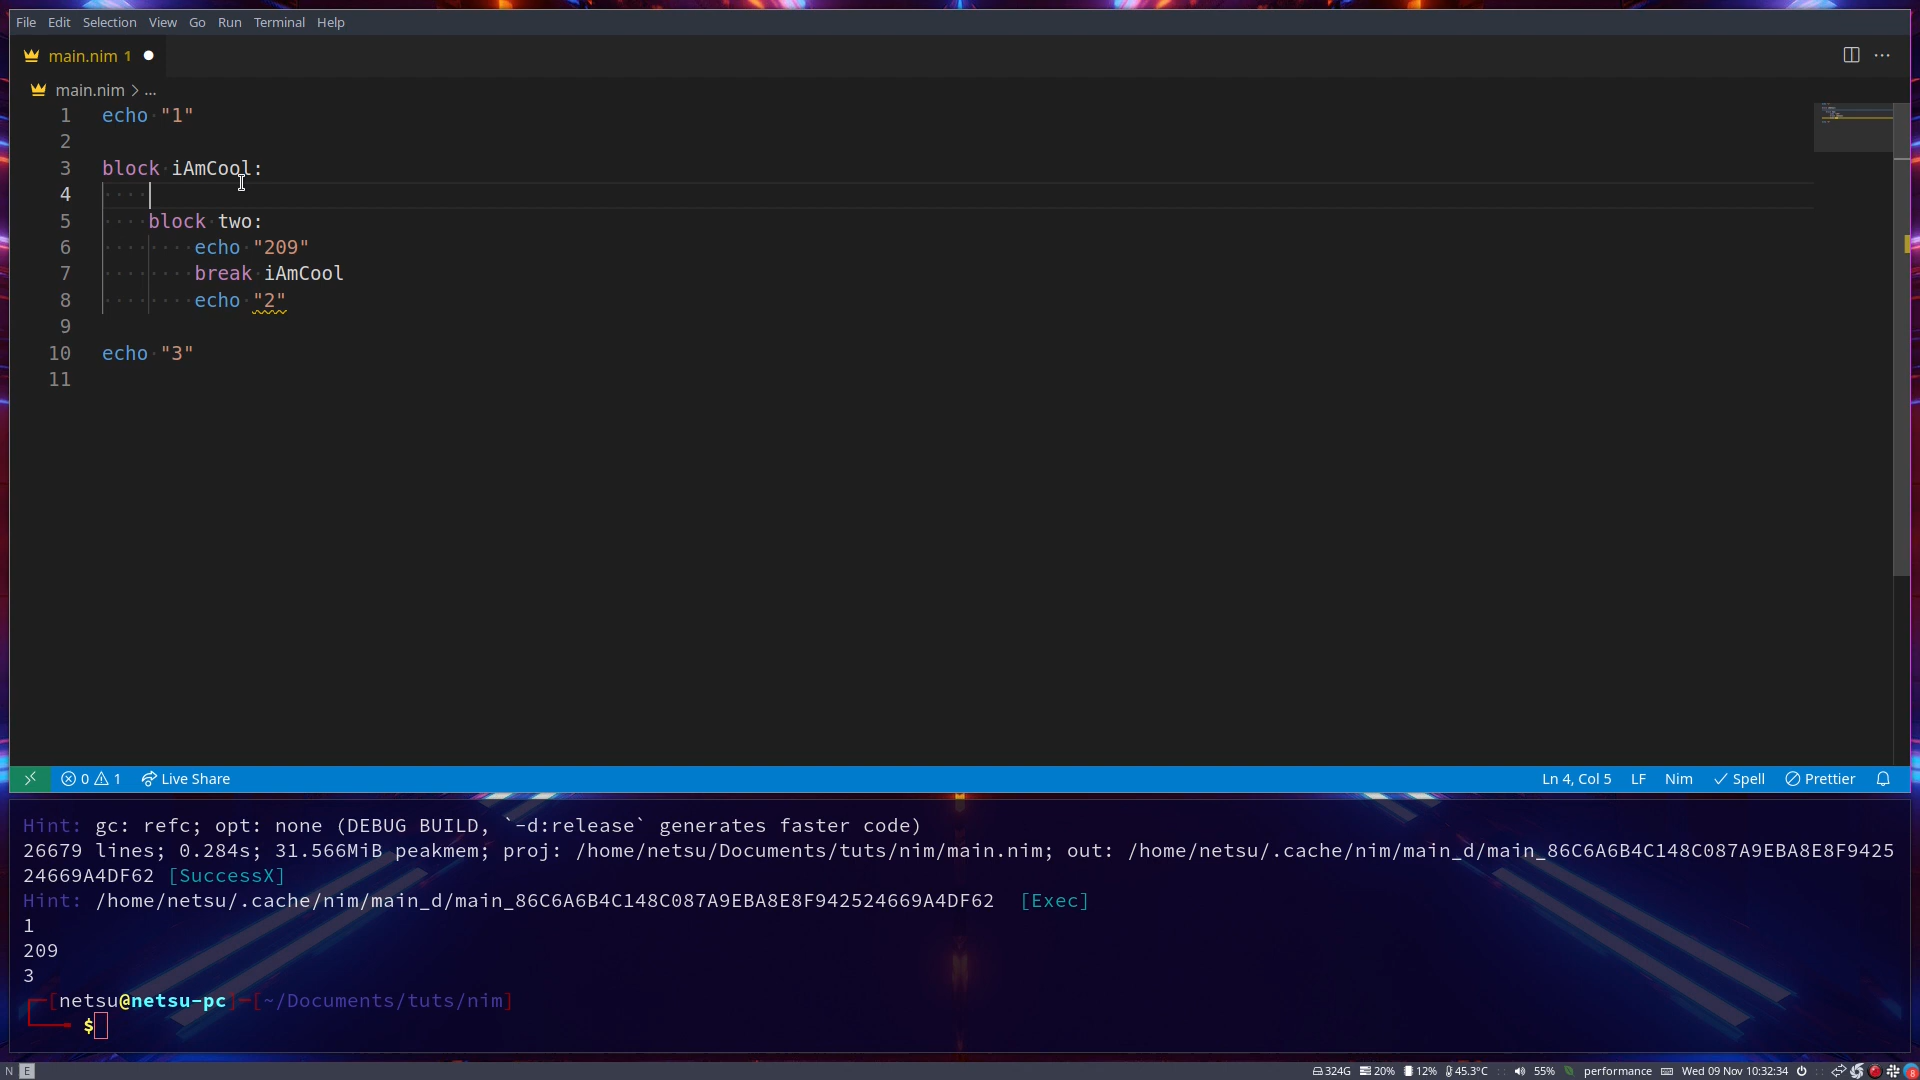 File Edit Selection View Go Run Terminal Help
main.nim 1
main.nim > ...
1 echo "1"
2
3 block iAmCool:
4
5 block two:
6 echo "209"
7 break iAmCool
8 echo "2"
9
10 echo "3"
11
0 1 Live Share Ln 4, Col 5 LF Nim Spell Prettier
Hint: gc: refc; opt: none (DEBUG BUILD, `-d:release` generates faster code)
26679 lines; 0.284s; 31.566MiB peakmem; proj: /home/netsu/Documents/tuts/nim/main.nim; out: /home/netsu/.cache/nim/main_d/main_86C6A6B4C148C087A9EBA8E8F9425
24669A4DF62 [SuccessX]
Hint: /home/netsu/.cache/nim/main_d/main_86C6A6B4C148C087A9EBA8E8F942524669A4DF62 [Exec]
1
209
3
[netsu@netsu-pc]-[~/Documents/tuts/nim]
$
N E 324G 20% 12% 45.3°C 55% performance Wed 09 Nov 10:32:34 8